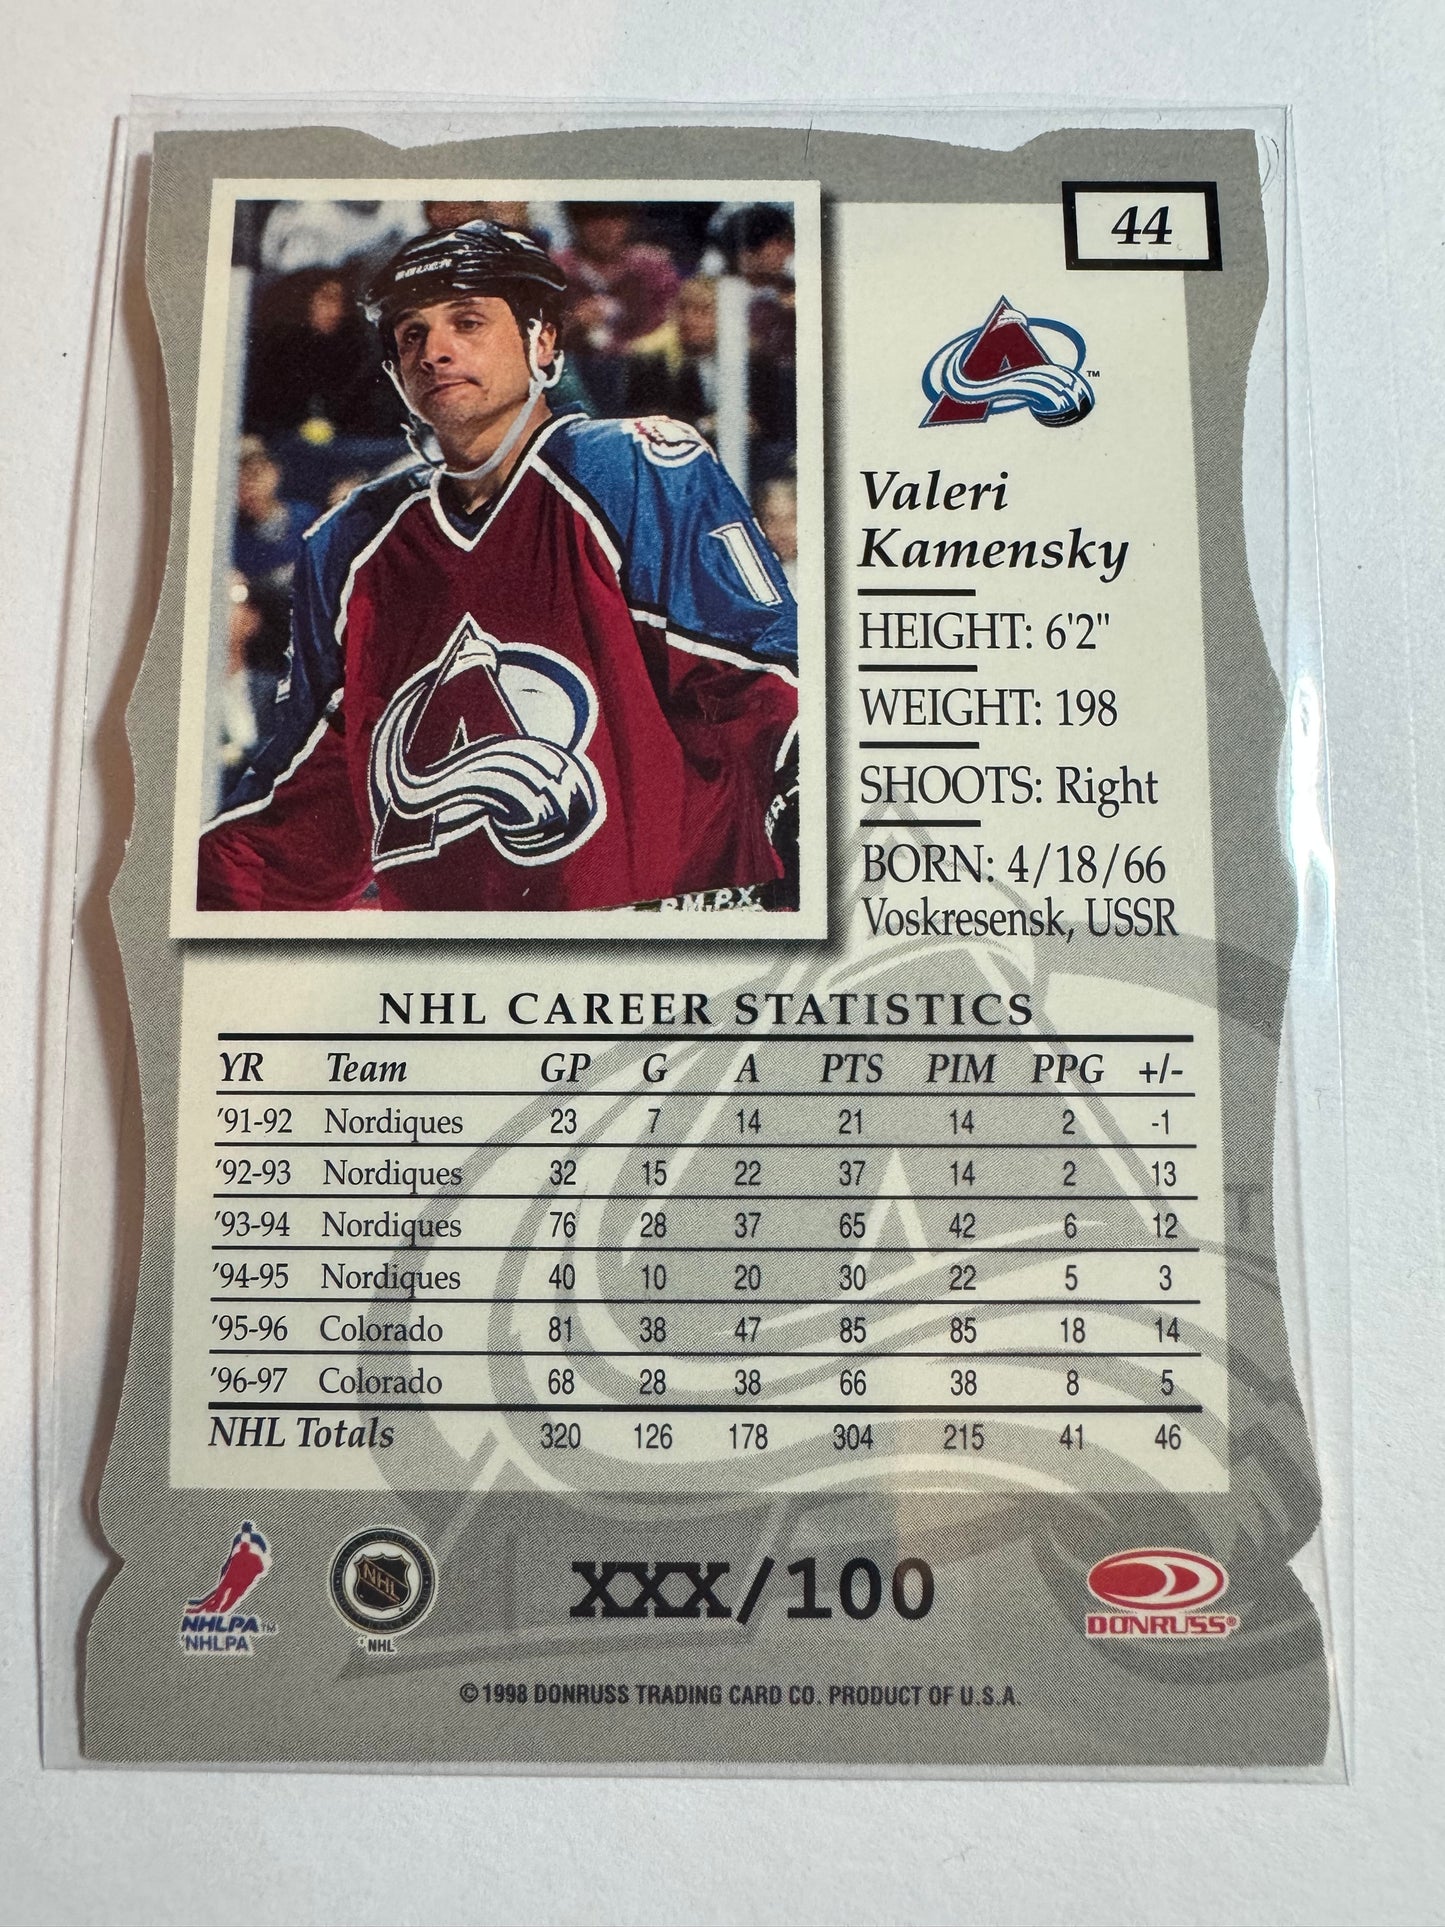 44
BAUER
TM
Valeri
Kamensky
HEIGHT: 6'2"
WEIGHT: 198
SHOOTS: Right
BORN: 4/18/66
Voskresensk, USSR
NHL CAREER STATISTICS
YR Team GP G A PTS PIM PPG +/-
'91-92 Nordiques 23 7 14 21 14 2 -1
'92-93 Nordiques 32 15 22 37 14 2 13
'93-94 Nordiques 76 28 37 65 42 6 12
'94-95 Nordiques 40 10 20 30 22 5 3
'95-96 Colorado 81 38 47 85 85 18 14
'96-97 Colorado 68 28 38 66 38 8 5
NHL Totals 320 126 178 304 215 41 46
NHL
NHLPA™
'NHLPA
'NHL
XXX/100
DONRUSS®
©1998 DONRUSS TRADING CARD CO. PRODUCT OF U.S.A.